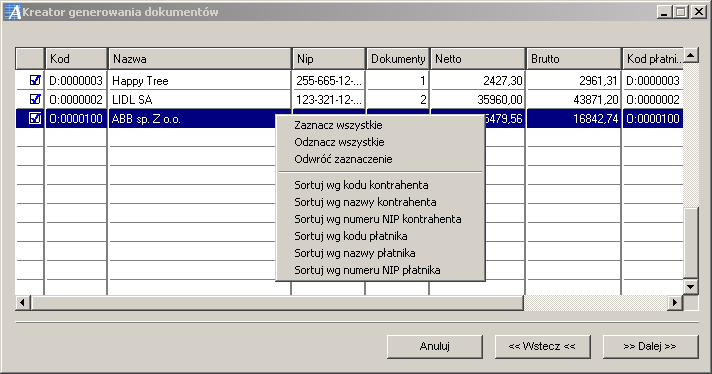 Kreator generowania dokumentów
Kod Nazwa Nip Dokumenty Netto Brutto Kod płatni...
D:0000003 Happy Tree 255-665-12-... 1 2427,30 2961,31 D:0000003
O:0000002 LIDL SA 123-321-12-... 2 35960,00 43871,20 O:0000002
O:0000100 ABB sp. Z o.o. 5479,56 16842,74 O:0000100
Zaznacz wszystkie
Odznacz wszystkie
Odwróć zaznaczenie
Sortuj wg kodu kontrahenta
Sortuj wg nazwy kontrahenta
Sortuj wg numeru NIP kontrahenta
Sortuj wg kodu płatnika
Sortuj wg nazwy płatnika
Sortuj wg numeru NIP płatnika
Anuluj << Wstecz << >> Dalej >>